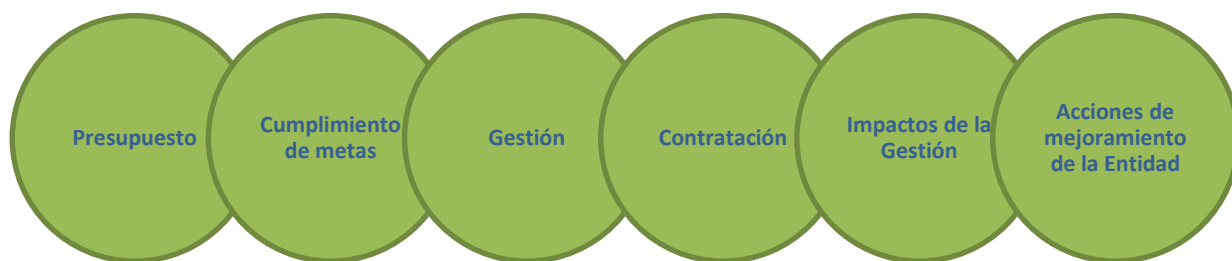 Presupuesto
Cumplimiento
de metas
Gestión
Contratación
Impactos de la
Gestión
Acciones de
mejoramiento
de la Entidad